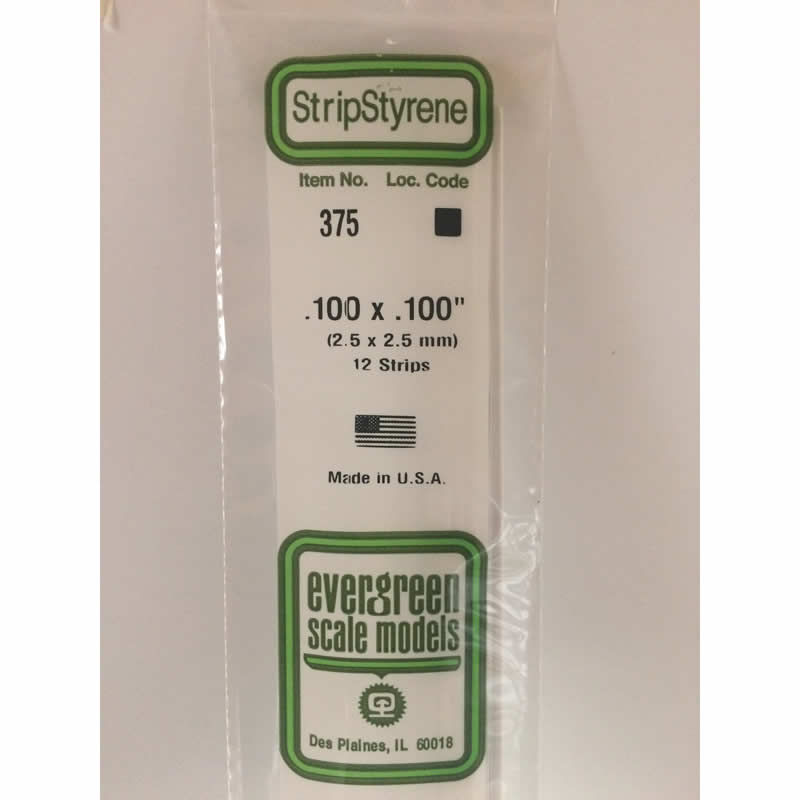 StripStyrene
Item No. Loc. Code
375
.100 x .100"
(2.5 x 2.5 mm)
12 Strips
Made in U.S.A.
evergreen
scale models
Des Plaines, IL 60018